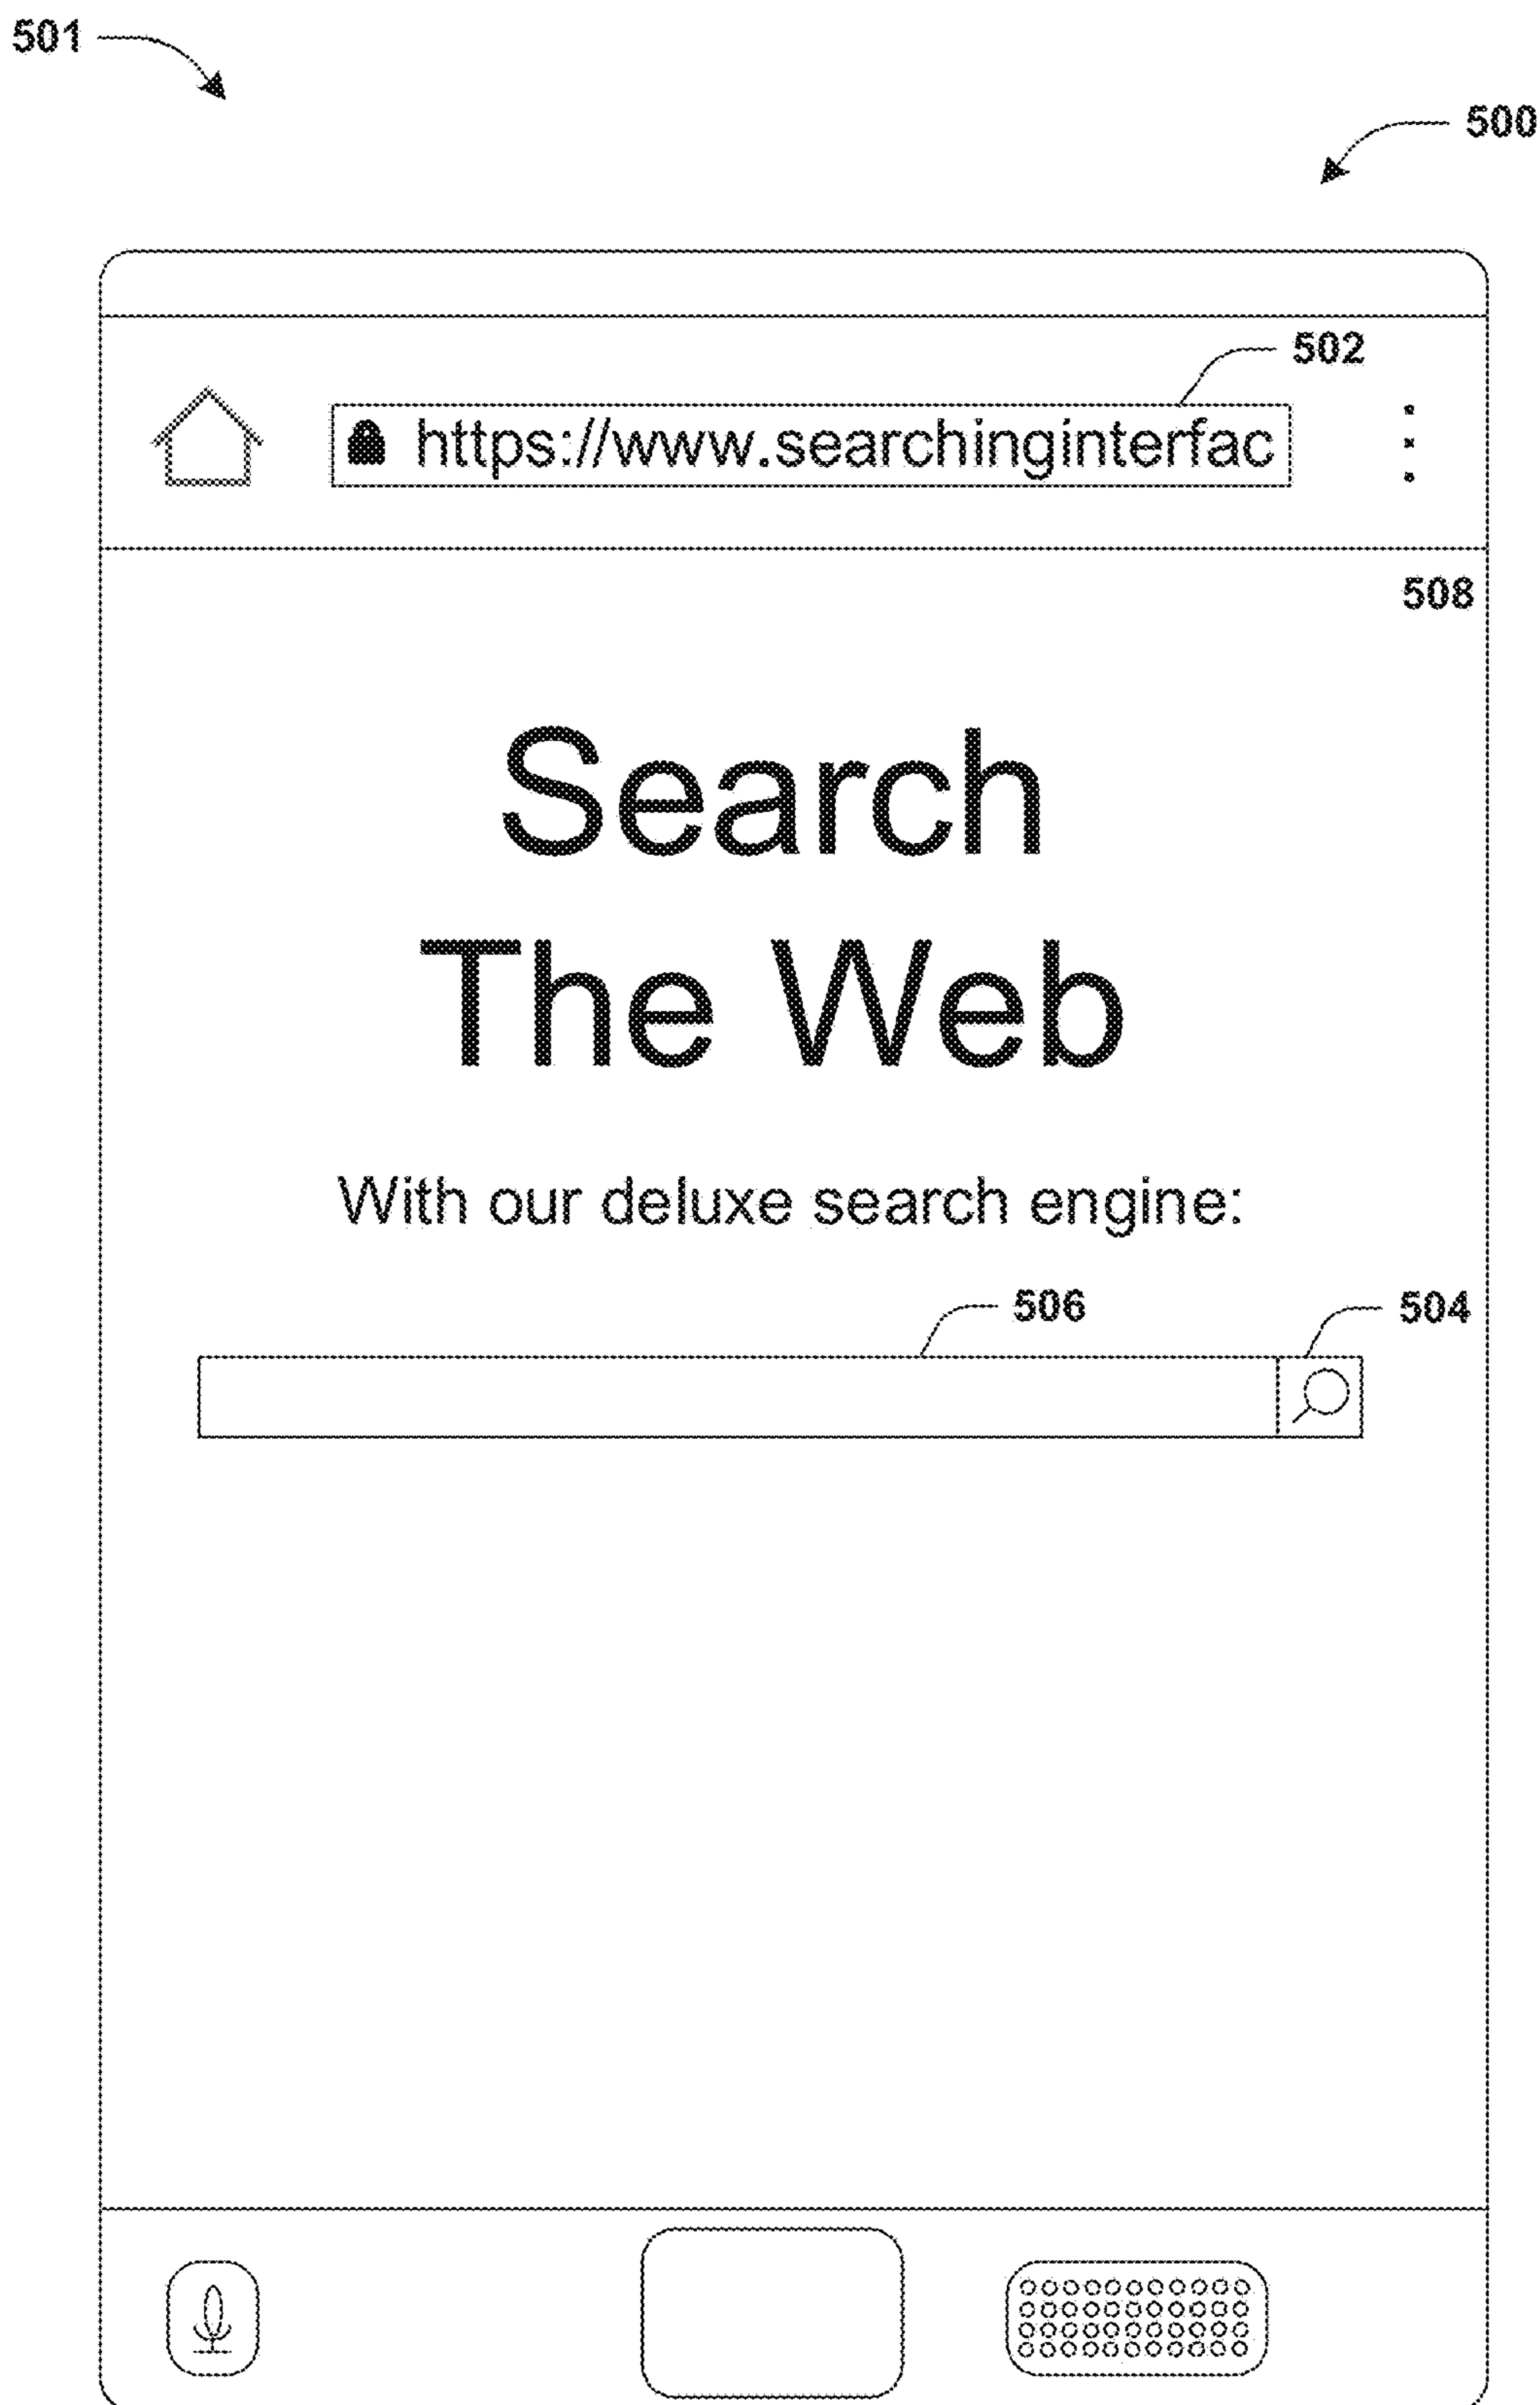 501
500
502
https://www.searchinginterfac
508
Search
The Web
With our deluxe search engine:
506
504